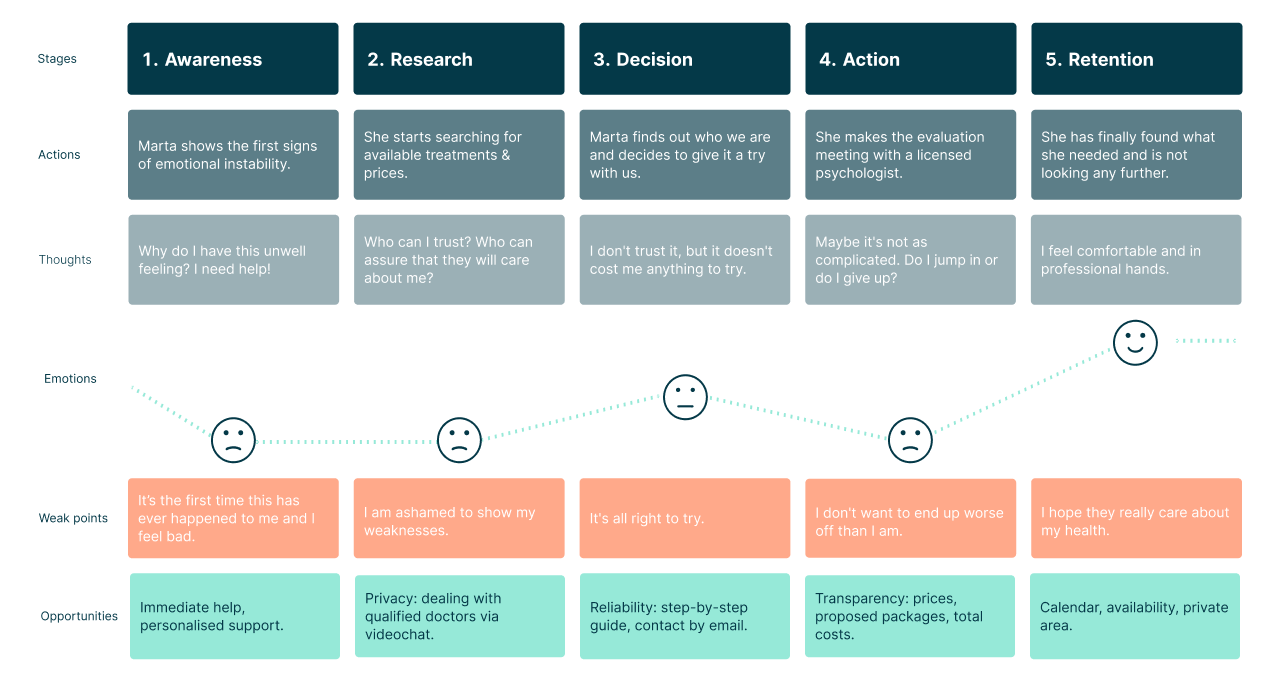 Stages
1. Awareness
2. Research
3. Decision
4. Action
5. Retention
Actions
Marta shows the first signs
of emotional instability.
She starts searching for
available treatments &
prices.
Marta finds out who we are
and decides to give it a try
with us.
She makes the evaluation
meeting with a licensed
psychologist.
She has finally found what
she needed and is not
looking any further.
Thoughts
Why do I have this unwell
feeling? I need help!
Who can I trust? Who can
assure that they will care
about me?
I don't trust it, but it doesn't
cost me anything to try.
Maybe it's not as
complicated. Do I jump in or
do I give up?
I feel comfortable and in
professional hands.
Emotions
Weak points
It's the first time this has
ever happened to me and I
feel bad.
I am ashamed to show my
weaknesses.
It's all right to try.
I don't want to end up worse
off than I am.
I hope they really care about
my health.
Opportunities
Immediate help,
personalised support.
Privacy: dealing with
qualified doctors via
videochat.
Reliability: step-by-step
guide, contact by email.
Transparency: prices,
proposed packages, total
costs.
Calendar, availability, private
area.